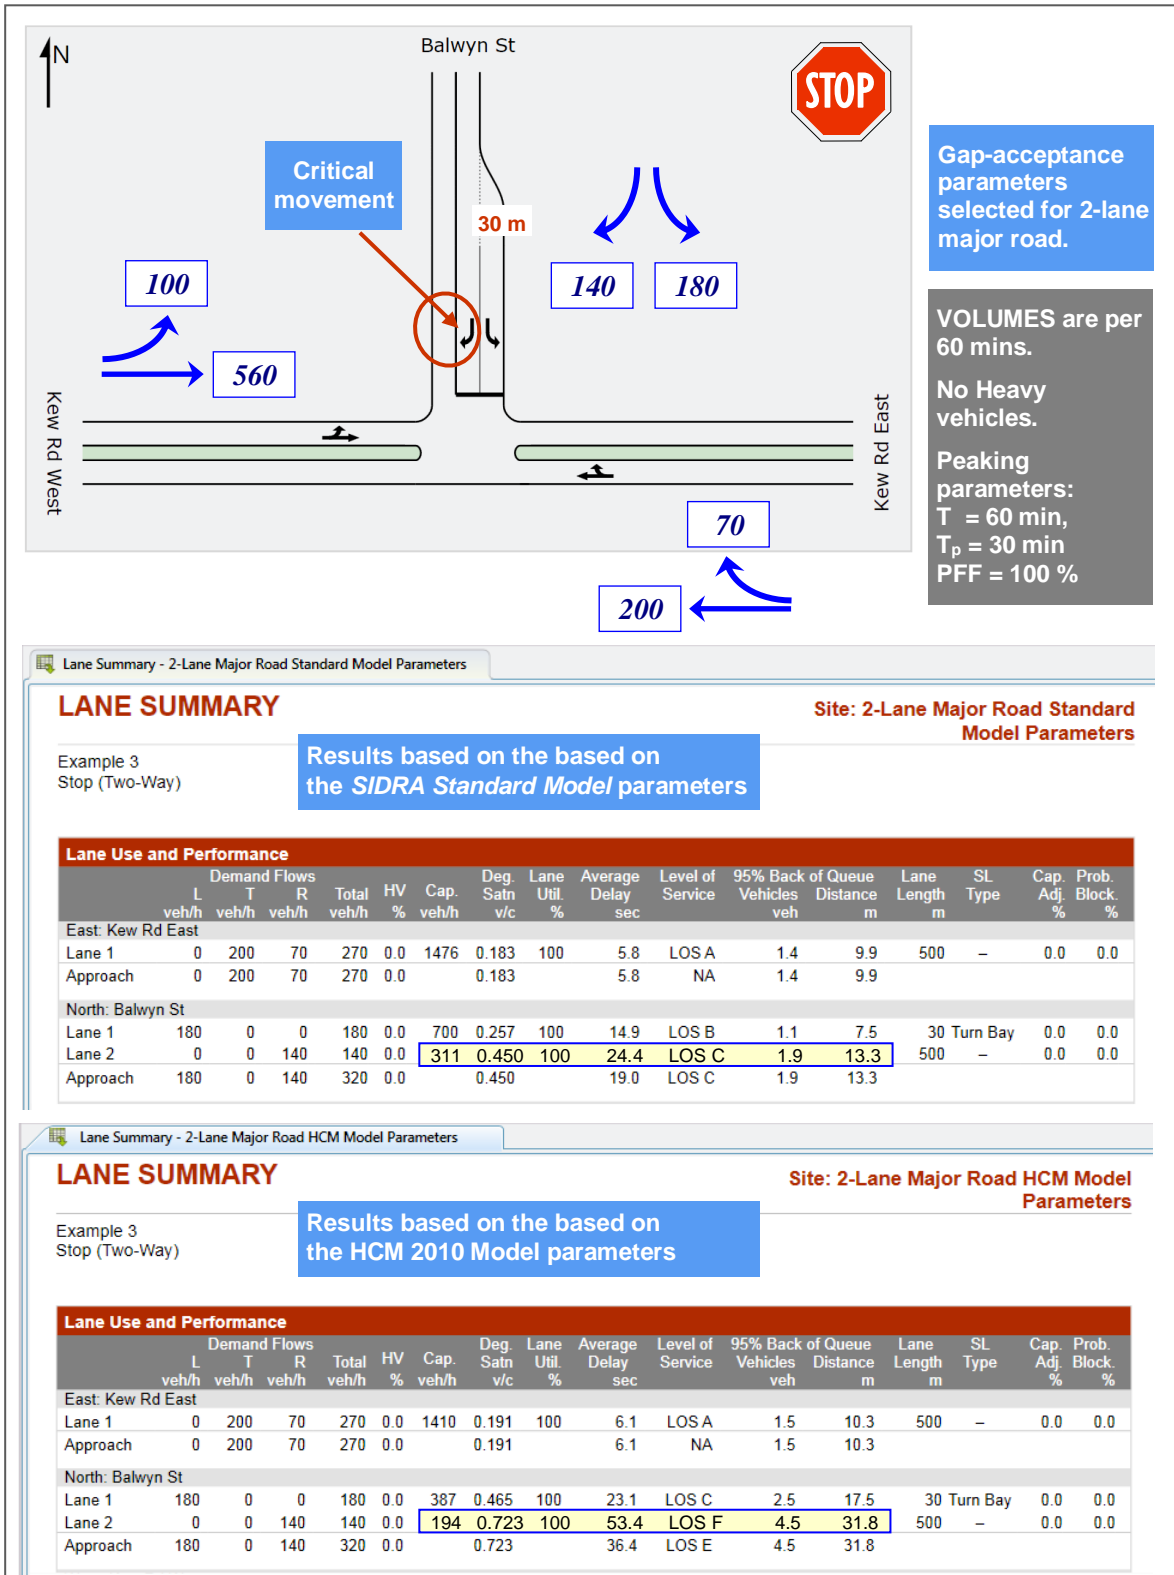 Balwyn St
N
STOP
Critical
movement
30 m
Gap-acceptance
parameters
selected for 2-lane
major road.
100
140
180
560
VOLUMES are per
60 mins.
No Heavy
vehicles.
Peaking
parameters:
T = 60 min,
Tp = 30 min
PFF = 100 %
Kew Rd West
Kew Rd East
70
200
Lane Summary - 2-Lane Major Road Standard Model Parameters
LANE SUMMARY
Site: 2-Lane Major Road Standard
Model Parameters
Example 3
Stop (Two-Way)
Results based on the based on
the SIDRA Standard Model parameters
Lane Use and Performance
Demand Flows Deg. Lane Average Level of 95% Back of Queue Lane SL Cap. Prob.
L T R Total HV Cap. Satn Util. Delay Service Vehicles Distance Length Type Adj. Block.
veh/h veh/h veh/h veh/h % veh/h v/c % sec veh m m % %
East: Kew Rd East
Lane 1 0 200 70 270 0.0 1476 0.183 100 5.8 LOS A 1.4 9.9 500 – 0.0 0.0
Approach 0 200 70 270 0.0 0.183 5.8 NA 1.4 9.9
North: Balwyn St
Lane 1 180 0 0 180 0.0 700 0.257 100 14.9 LOS B 1.1 7.5 30 Turn Bay 0.0 0.0
Lane 2 0 0 140 140 0.0 311 0.450 100 24.4 LOS C 1.9 13.3 500 – 0.0 0.0
Approach 180 0 140 320 0.0 0.450 19.0 LOS C 1.9 13.3
Lane Summary - 2-Lane Major Road HCM Model Parameters
LANE SUMMARY
Site: 2-Lane Major Road HCM Model
Parameters
Example 3
Stop (Two-Way)
Results based on the based on
the HCM 2010 Model parameters
Lane Use and Performance
Demand Flows Deg. Lane Average Level of 95% Back of Queue Lane SL Cap. Prob.
L T R Total HV Cap. Satn Util. Delay Service Vehicles Distance Length Type Adj. Block.
veh/h veh/h veh/h veh/h % veh/h v/c % sec veh m m % %
East: Kew Rd East
Lane 1 0 200 70 270 0.0 1410 0.191 100 6.1 LOS A 1.5 10.3 500 – 0.0 0.0
Approach 0 200 70 270 0.0 0.191 6.1 NA 1.5 10.3
North: Balwyn St
Lane 1 180 0 0 180 0.0 387 0.465 100 23.1 LOS C 2.5 17.5 30 Turn Bay 0.0 0.0
Lane 2 0 0 140 140 0.0 194 0.723 100 53.4 LOS F 4.5 31.8 500 – 0.0 0.0
Approach 180 0 140 320 0.0 0.723 36.4 LOS E 4.5 31.8